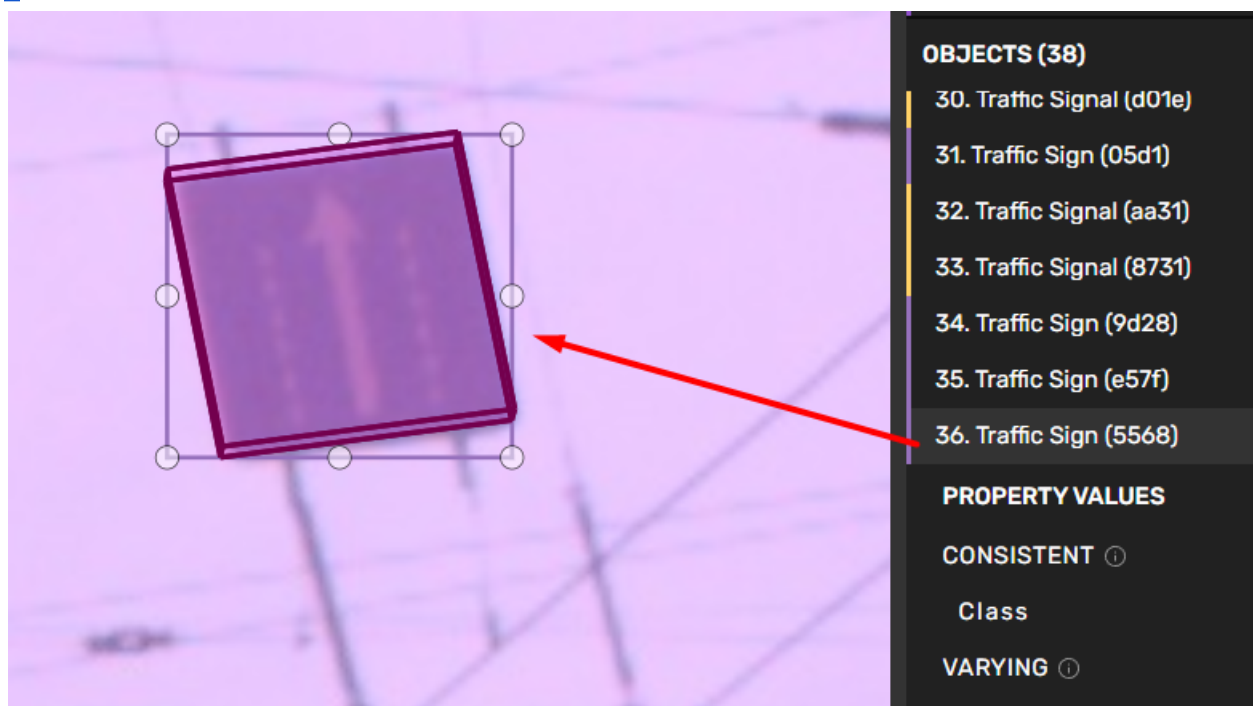 OBJECTS (38)
30. Traffic Signal (d01e)
31. Traffic Sign (05d1)
32. Traffic Signal (aa31)
33. Traffic Signal (8731)
34. Traffic Sign (9d28)
35. Traffic Sign (e57f)
36. Traffic Sign (5568)
PROPERTY VALUES
CONSISTENT
Class
VARYING